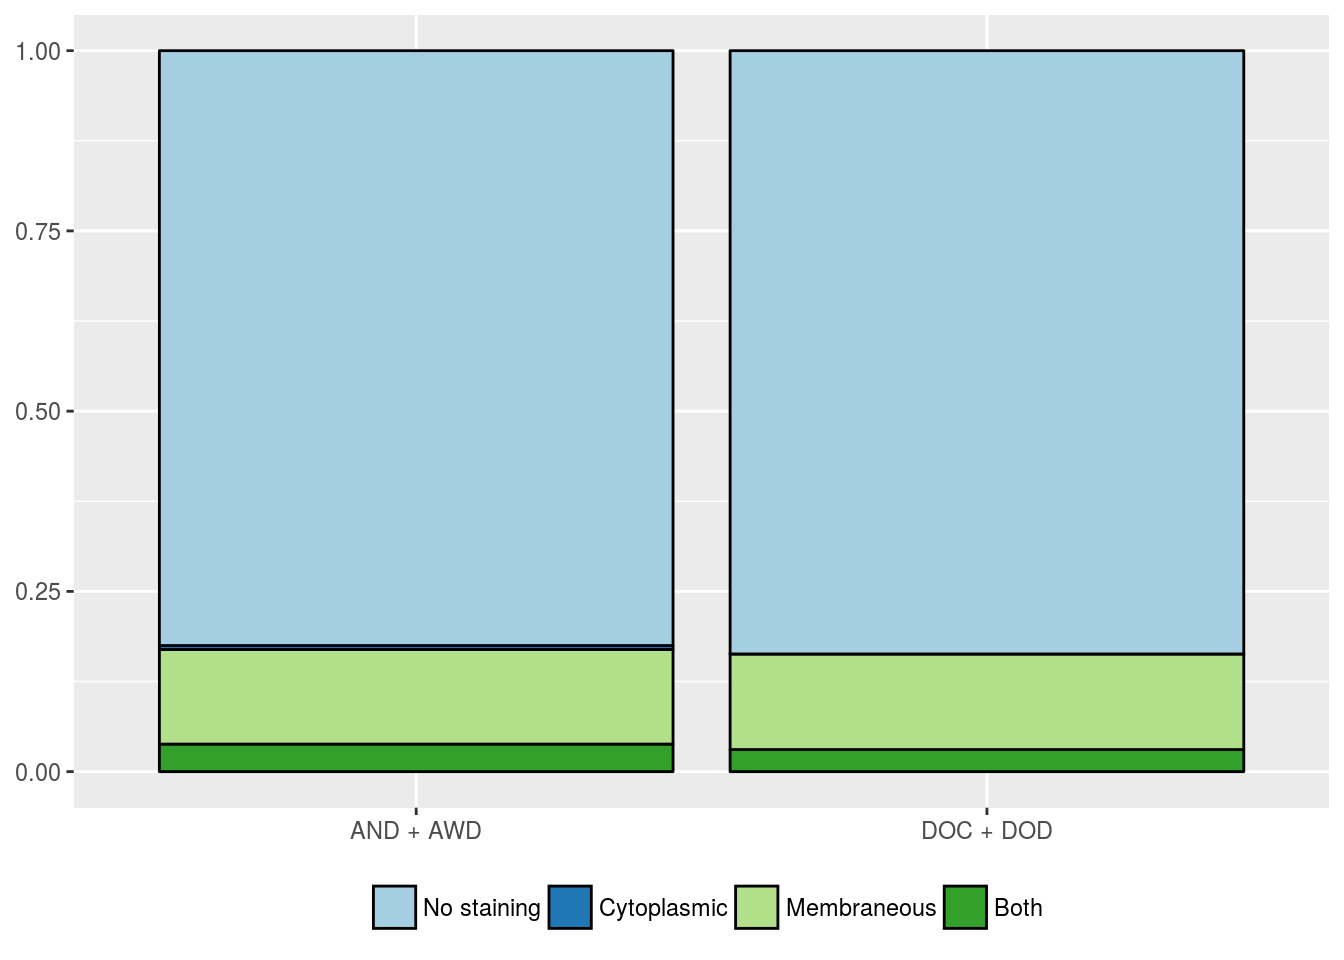 1.00
0.75
0.50
0.25
0.00
AND + AWD
DOC + DOD
No staining
Cytoplasmic
Membraneous
Both